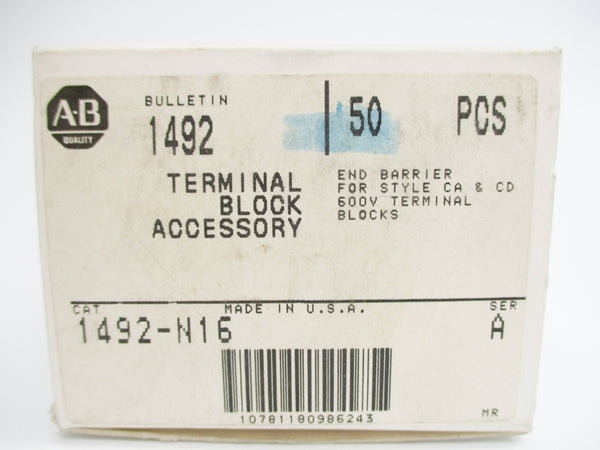 A-B
QUALITY
BULLETIN
1492
50 PCS
TERMINAL
BLOCK
ACCESSORY
END BARRIER
FOR STYLE CA & CD
600V TERMINAL
BLOCKS
CAT
MADE IN U.S.A.
SER
1492-N16
A
10781180986243
MR